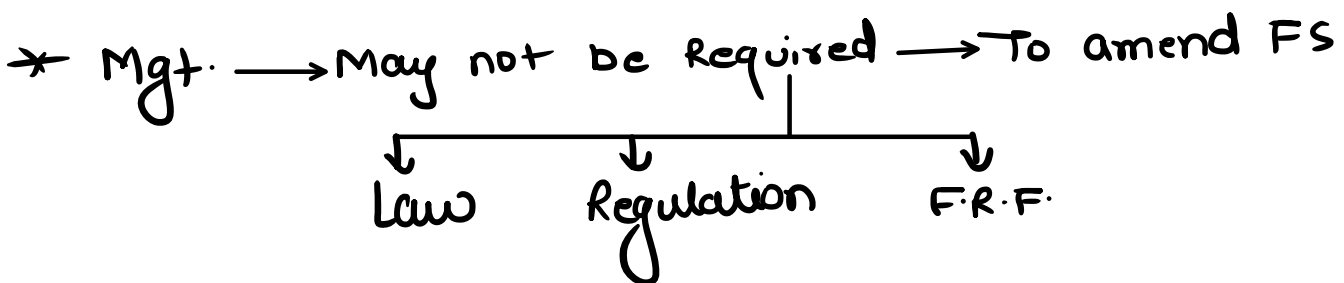 * Mgt. → May not be Required → To amend FS
Law Regulation F.R.F.